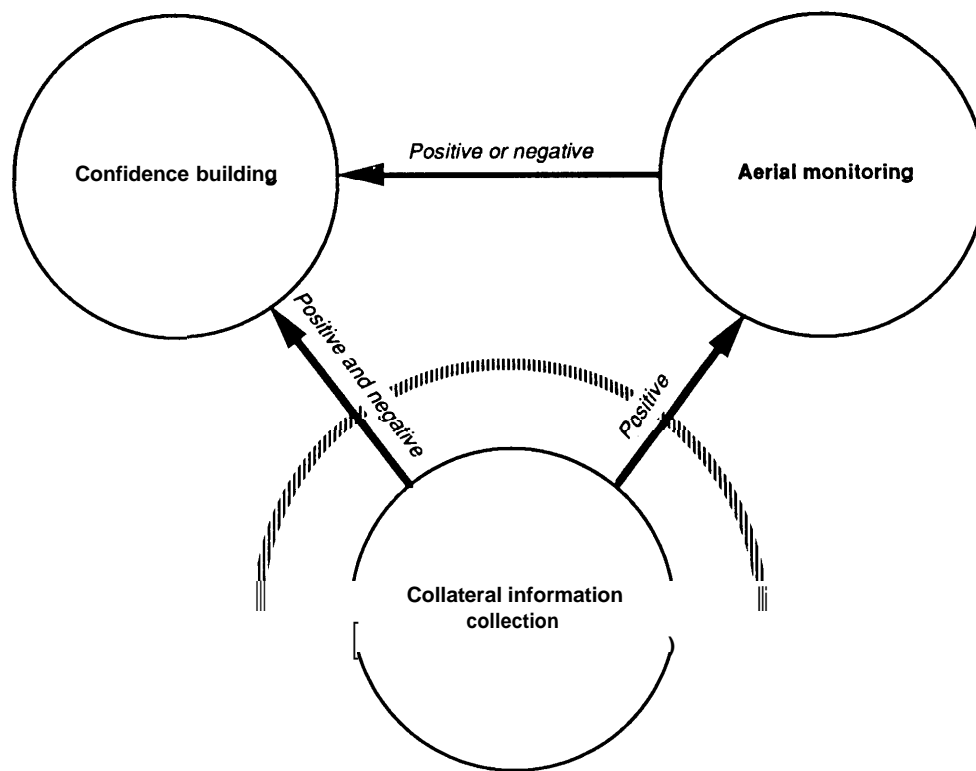 Positive or negative
Confidence building
Aerial monitoring
Positive and negative
Positive
Collateral information
collection